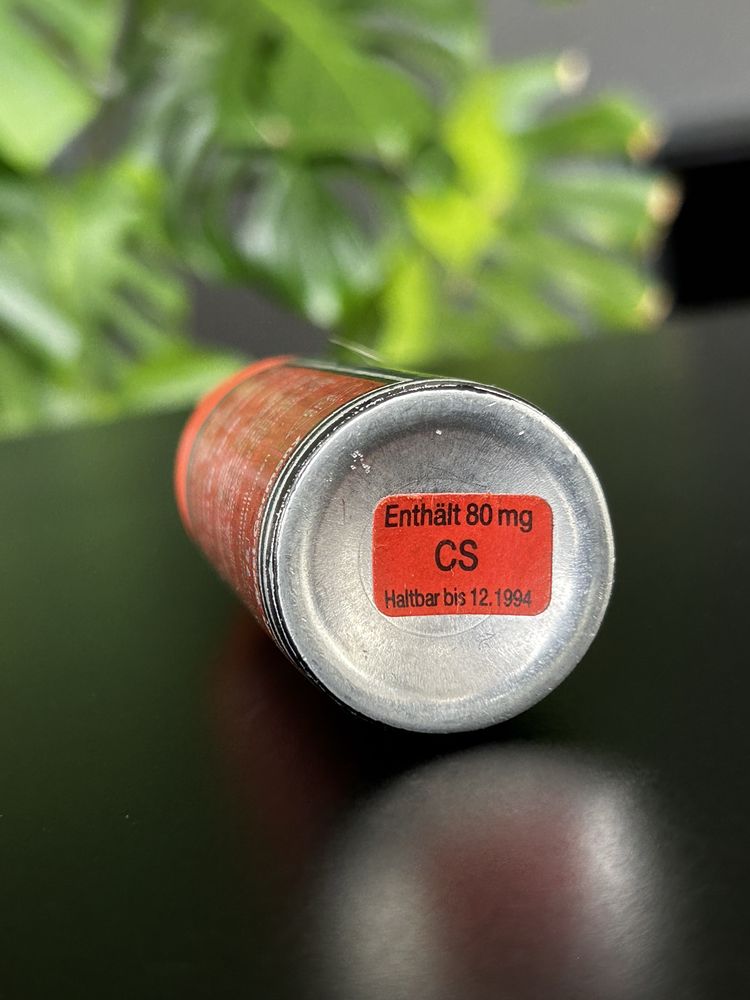 Enthält 80 mg
CS
Haltbar bis 12.1994